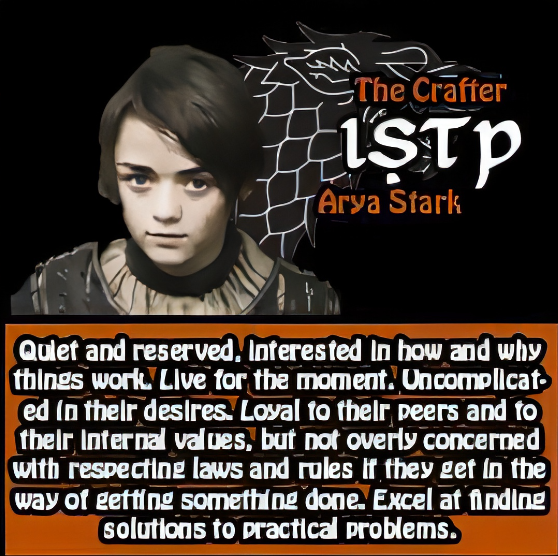 The Crafter
ISTP
Arya Stark
Quiet and reserved. Interested in how and why
things work. Live for the moment. Uncomplicat-
ed in their desires. Loyal to their peers and to
their internal values, but not overly concerned
with respecting laws and rules if they get in the
way of getting something done. Excel at finding
solutions to practical problems.